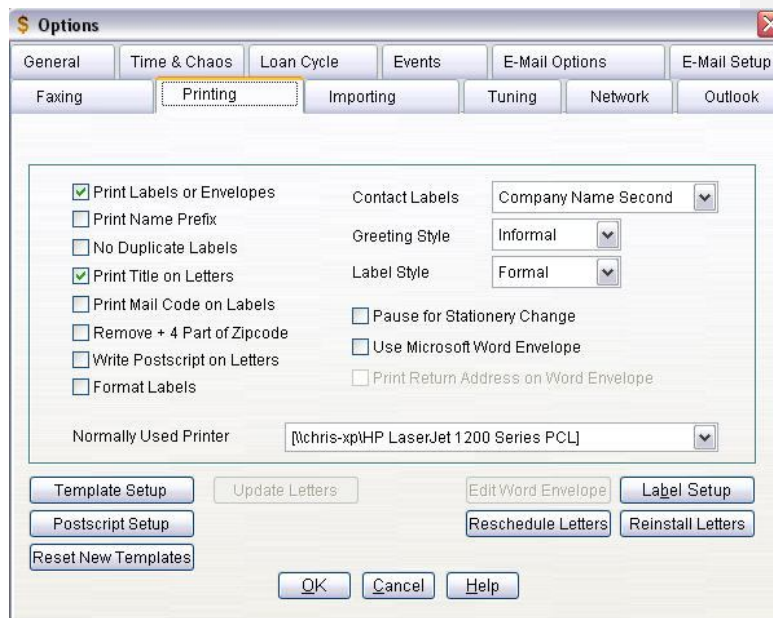 $ Options
General Time & Chaos Loan Cycle Events E-Mail Options E-Mail Setup
Faxing Printing Importing Tuning Network Outlook
Print Labels or Envelopes
Print Name Prefix
No Duplicate Labels
Print Title on Letters
Print Mail Code on Labels
Remove + 4 Part of Zipcode
Write Postscript on Letters
Format Labels
Contact Labels Company Name Second
Greeting Style Informal
Label Style Formal
Pause for Stationery Change
Use Microsoft Word Envelope
Print Return Address on Word Envelope
Normally Used Printer [\\chris-xp\HP LaserJet 1200 Series PCL]
Template Setup Update Letters Edit Word Envelope Label Setup
Postscript Setup Reschedule Letters Reinstall Letters
Reset New Templates
OK Cancel Help